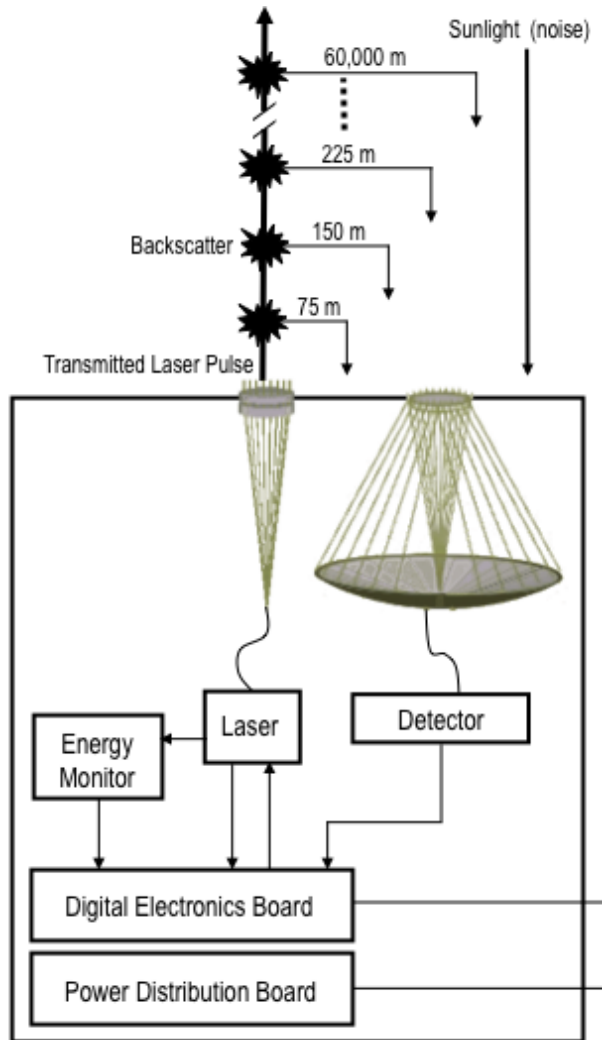 Sunlight (noise)
60,000 m
225 m
Backscatter
150 m
75 m
Transmitted Laser Pulse
Laser
Detector
Energy
Monitor
Digital Electronics Board
Power Distribution Board